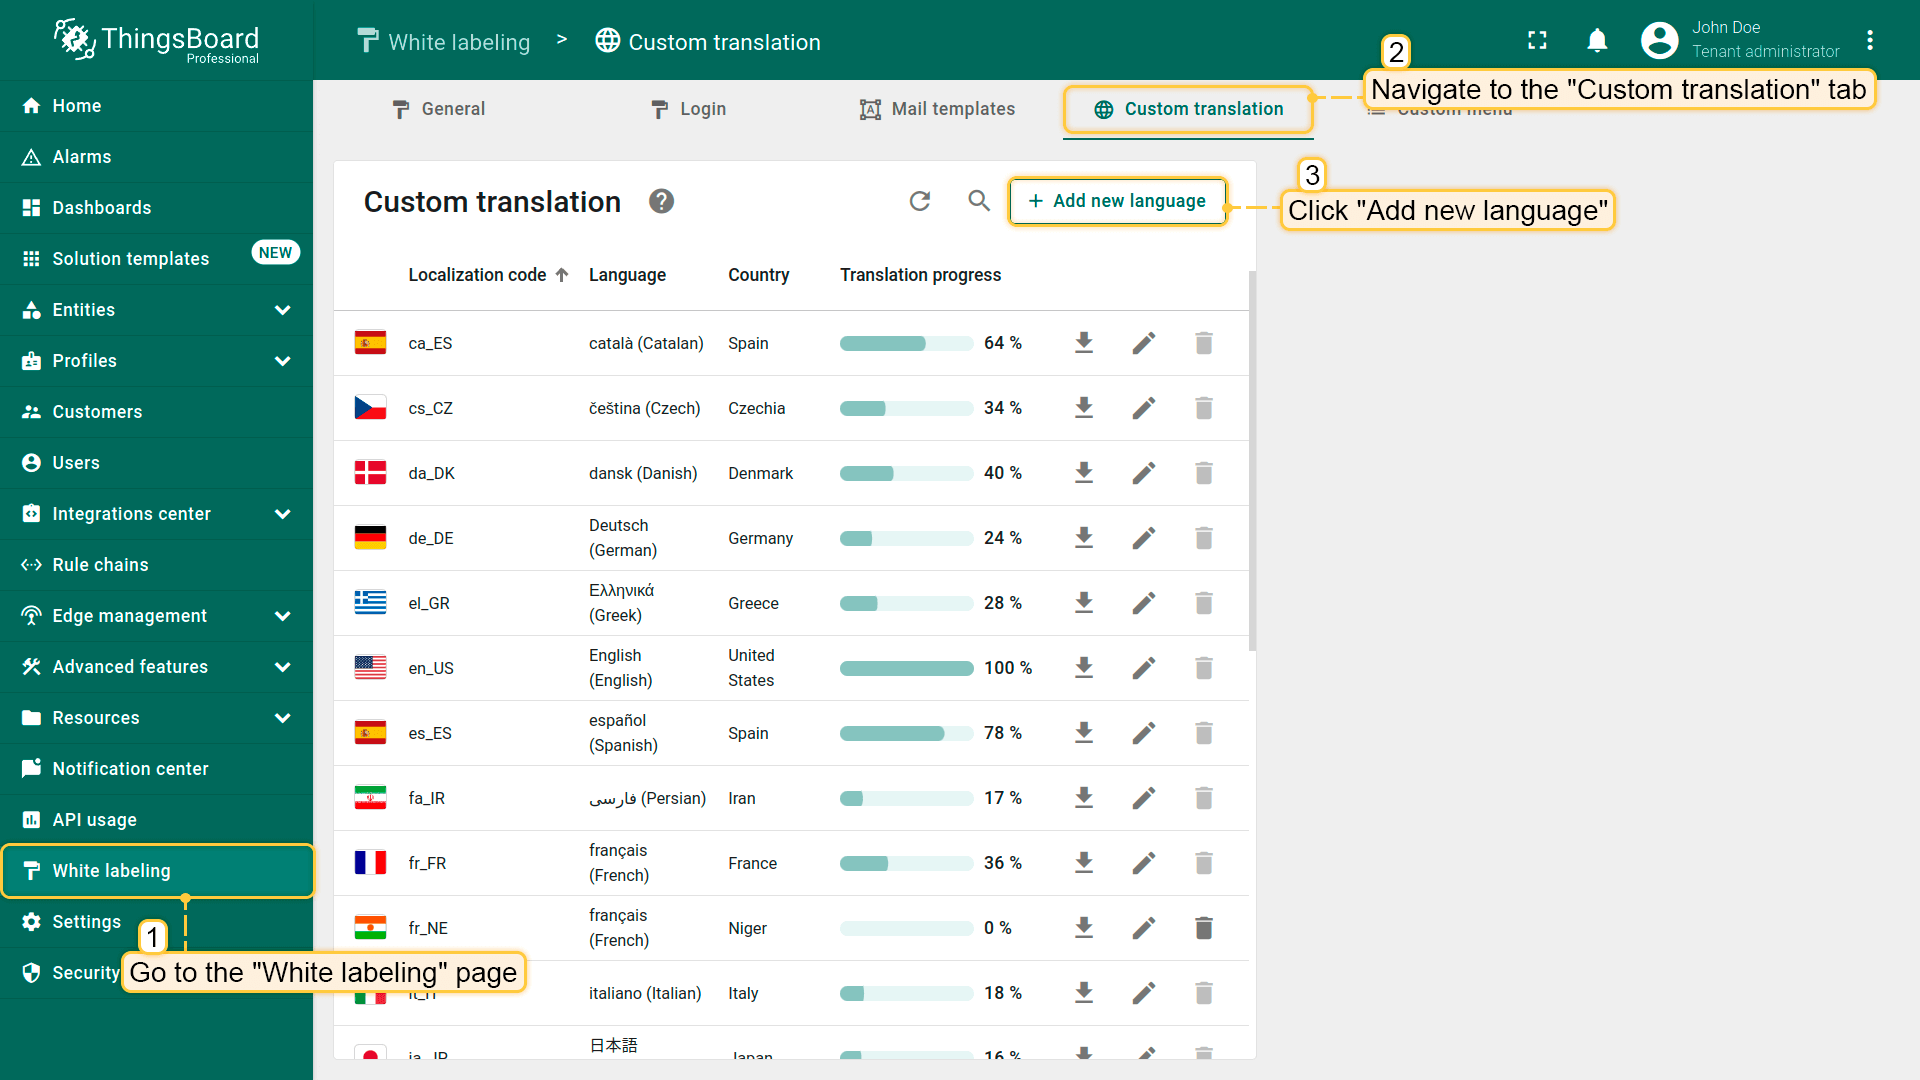 ThingsBoard
Professional
White labeling > Custom translation
John Doe
Tenant administrator
2
Navigate to the "Custom translation" tab
Home
Alarms
Dashboards
Solution templates NEW
Entities
Profiles
Customers
Users
Integrations center
Rule chains
Edge management
Advanced features
Resources
Notification center
API usage
White labeling
Settings
Security
1
Go to the "White labeling" page
General
Login
Mail templates
Custom translation
Custom menu
Custom translation
+ Add new language
3
Click "Add new language"
Localization code Language Country Translation progress
ca_ES català (Catalan) Spain 64 %
cs_CZ čeština (Czech) Czechia 34 %
da_DK dansk (Danish) Denmark 40 %
de_DE Deutsch (German) Germany 24 %
el_GR Ελληνικά (Greek) Greece 28 %
en_US English (English) United States 100 %
es_ES español (Spanish) Spain 78 %
fa_IR فارسی (Persian) Iran 17 %
fr_FR français (French) France 36 %
fr_NE français (French) Niger 0 %
it_IT italiano (Italian) Italy 18 %
ja_JP 日本語 Japan 16 %